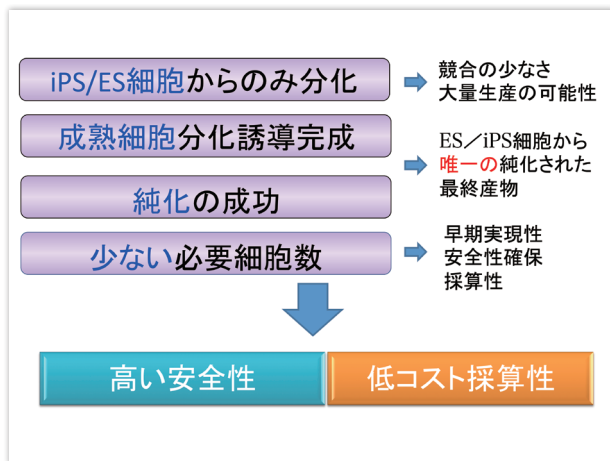 iPS/ES細胞からのみ分化
競合の少なさ
大量生産の可能性
成熟細胞分化誘導完成
ES／iPS細胞から
唯一の純化された
最終産物
純化の成功
少ない必要細胞数
早期実現性
安全性確保
採算性
高い安全性
低コスト採算性